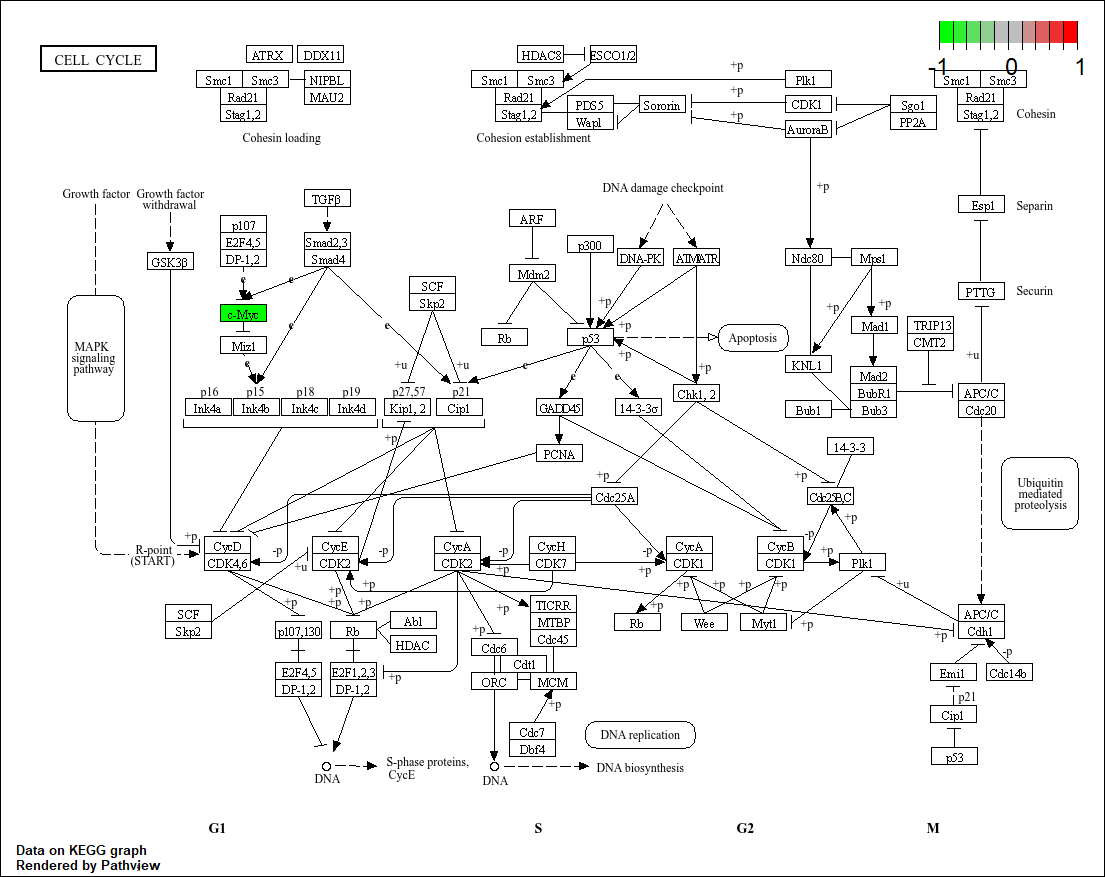 CELL CYCLE
ATRX
DDX11
HDAC8
ESCO1/2
-1
0
1
Smc1
Smc3
NIPBL
Rad21
MAU2
Stag1,2
Cohesin loading
Smc1
Smc3
Rad21
Stag1,2
PDS5
Wapl
Sororin
Cohesion establishment
+p
Plk1
+p
CDK1
+p
AuroraB
Sgo1
PP2A
Smc1
Smc3
Rad21
Stag1,2
Cohesin
+p
Growth factor
Growth factor
withdrawal
TGFβ
DNA damage checkpoint
Esp1
Separin
p107
E2F4,5
DP-1,2
GSK3β
Smad2,3
Smad4
ARF
p300
DNA-PK
ATM/ATR
Ndc80
Mps1
Mdm2
SCF
Skp2
PTTG
Securin
e
e
c-Myc
Miz1
e
e
e
Rb
p53
+p
+p
+p
Apoptosis
+p
+p
Mad1
TRIP13
CMT2
MAPK
signaling
pathway
+u
+u
e
e
e
+p
KNL1
Mad2
BubR1
Bub3
Bub1
+u
APC/C
Cdc20
p16
p15
p18
p19
Ink4a
Ink4b
Ink4c
Ink4d
p27,57
Kip1, 2
p21
Cip1
GADD45
14-3-3σ
Chk1, 2
+p
PCNA
14-3-3
+p
+p
Cdc25A
Cdc25B,C
Ubiquitin
mediated
proteolysis
+p
R-point
(START)
+p
CycD
CDK4,6
-p
CycE
CDK2
-p
CycA
CDK2
-p
+p
CycH
CDK7
-p
+p
CycA
CDK1
CycB
CDK1
-p
+p
Plk1
+u
+u
+p
+p
+p
+p
+p
+p
+p
+p
+p
SCF
Skp2
p107,130
Rb
Abl
HDAC
+p
+p
TICRR
MTBP
Cdc45
Rb
Wee
Myt1
+p
APC/C
Cdh1
+p
Cdc6
Cdt1
ORC
MCM
+p
E2F4,5
DP-1,2
E2F1,2,3
DP-1,2
+p
Emi1
-p
Cdc14b
p21
Cip1
p53
Cdc7
Dbf4
DNA replication
DNA
S-phase proteins,
CycE
DNA
DNA biosynthesis
G1
S
G2
M
Data on KEGG graph
Rendered by Pathview